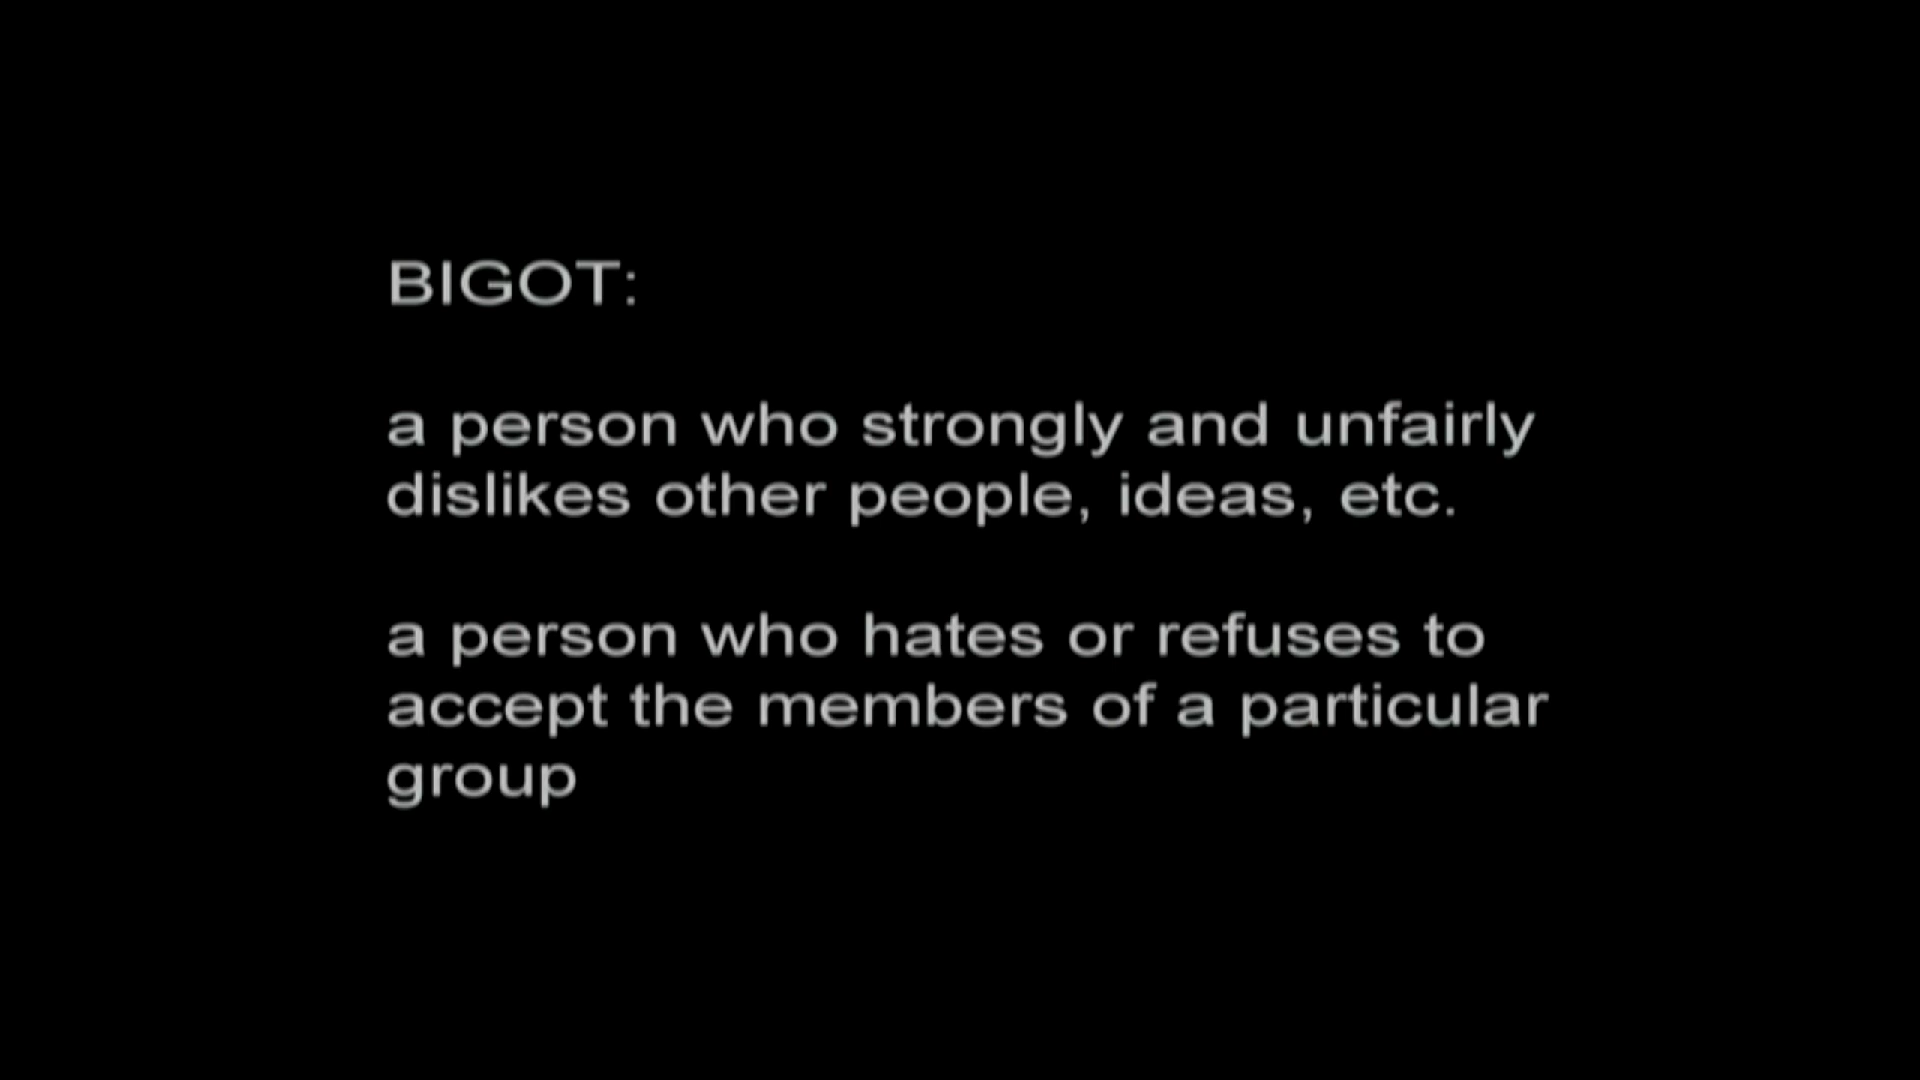 BIGOT:
a person who strongly and unfairly
dislikes other people, ideas, etc.
a person who hates or refuses to
accept the members of a particular
group